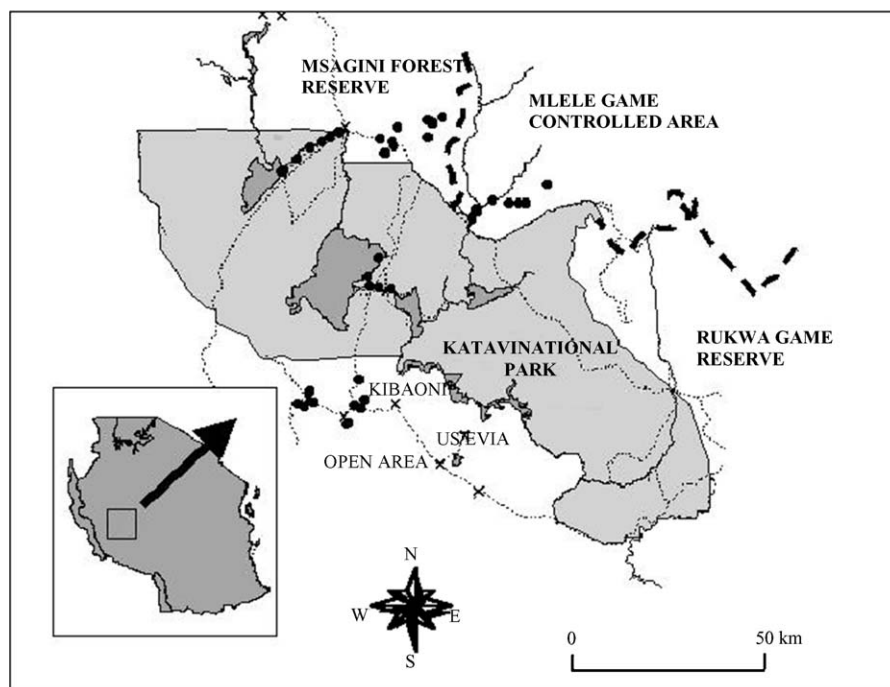 MSAGINI FOREST
RESERVE
MLELE GAME
CONTROLLED AREA
RUKWA GAME
RESERVE
KATAVINATIONAL
PARK
KIBAONI
USEVIA
OPEN AREA
N
W
E
S
0
50 km